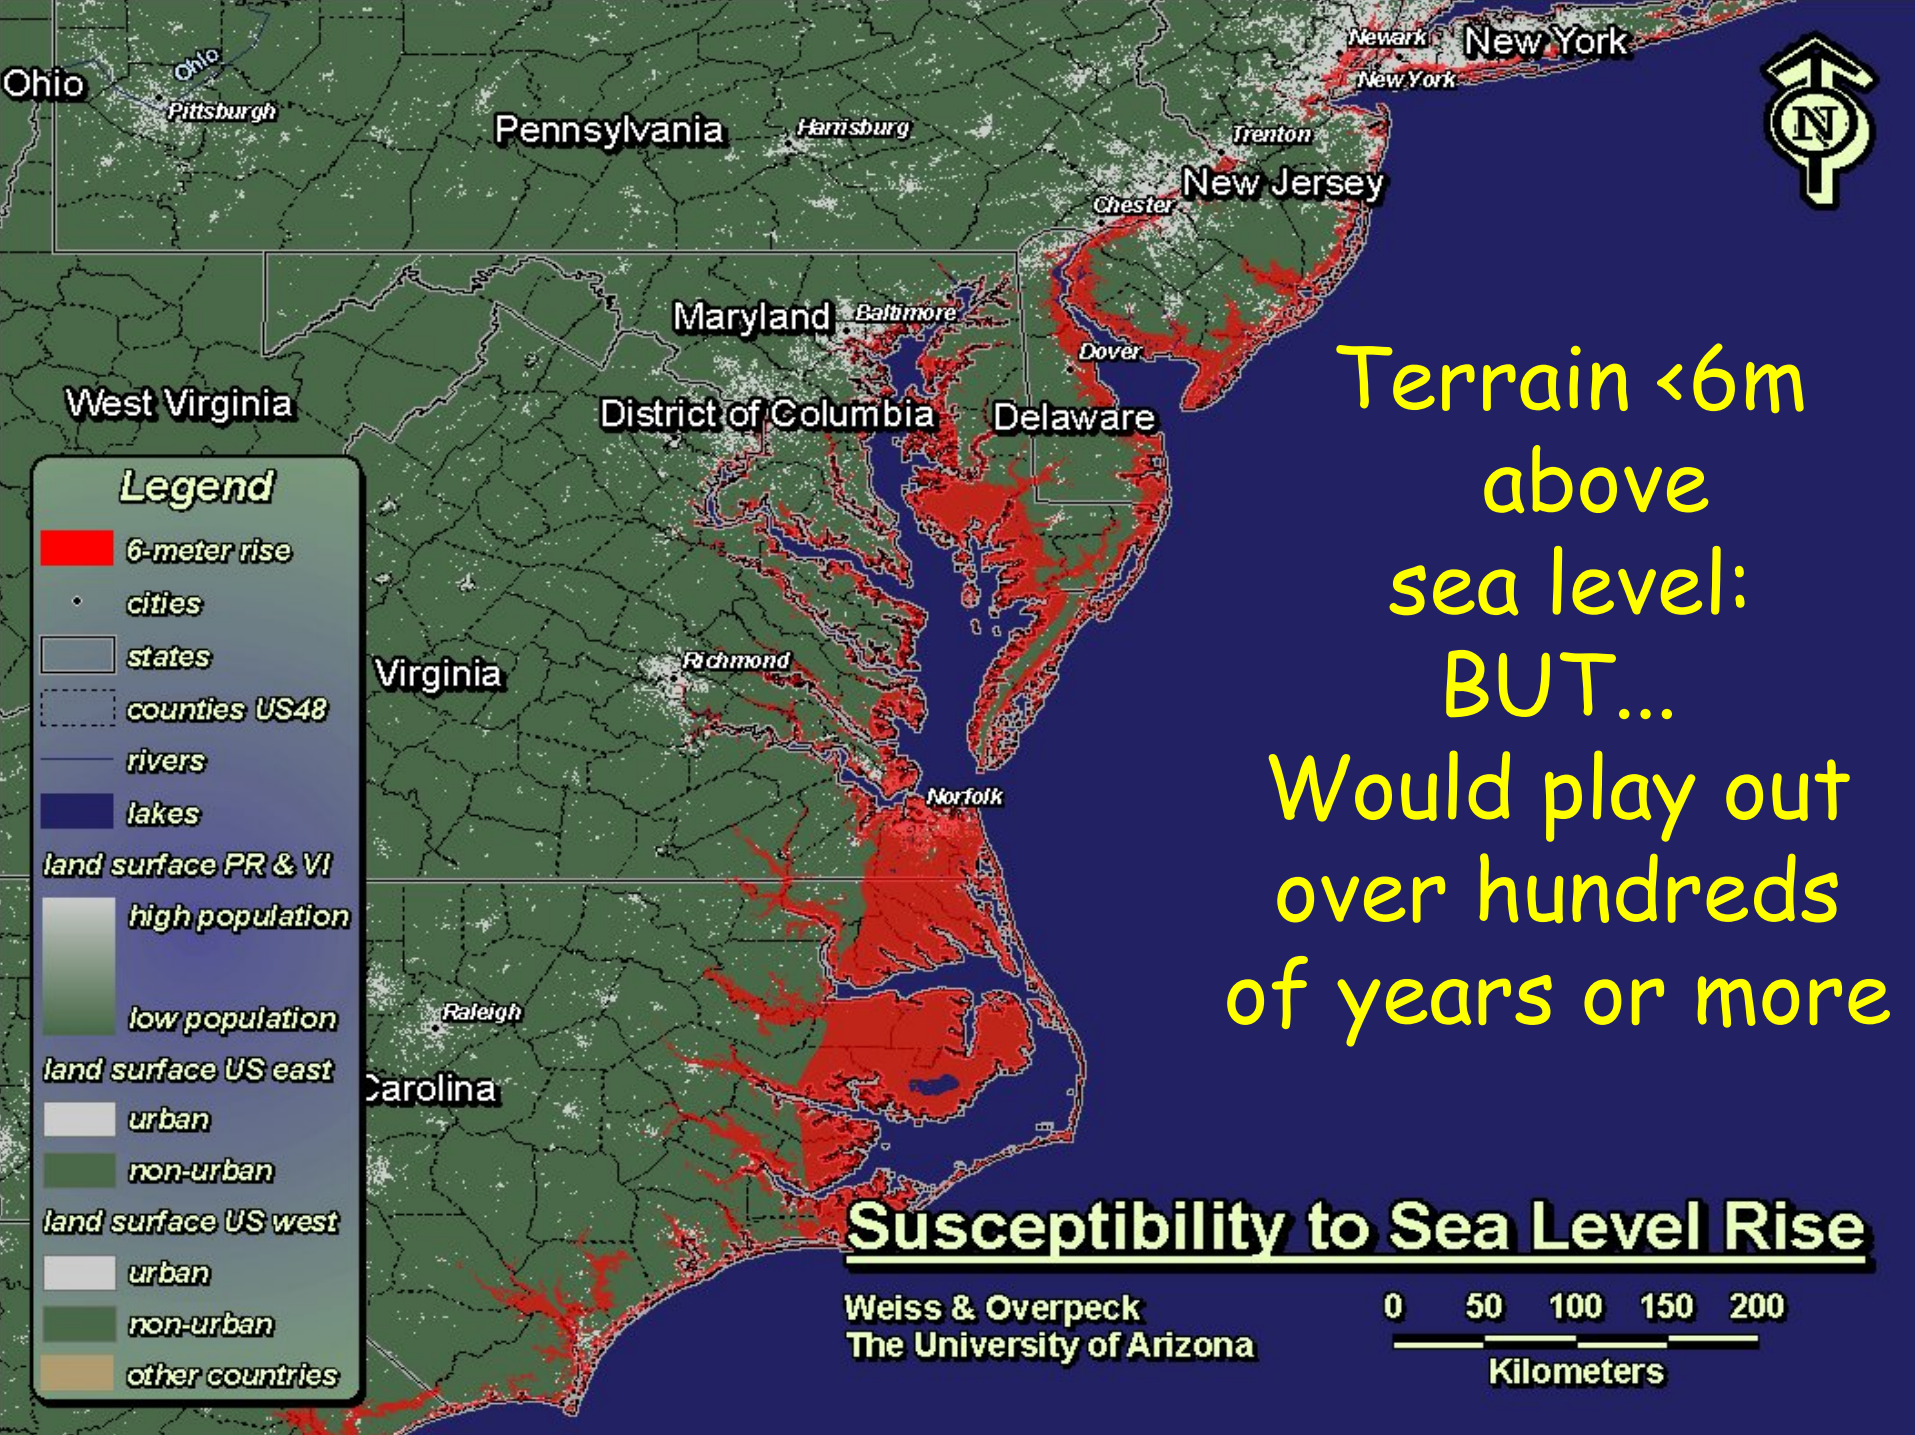 Newark
New York
New York
Ohio
Ohio
Pittsburgh
Pennsylvania
Harrisburg
Trenton
N
New Jersey
Chester
Maryland
Baltimore
Dover
West Virginia
District of Columbia
Delaware
Terrain <6m
above
sea level:
BUT...
Would play out
over hundreds
of years or more
Virginia
Richmond
Norfolk
Raleigh
Carolina
Legend
6-meter rise
cities
states
counties US48
rivers
lakes
land surface PR & VI
high population
low population
land surface US east
urban
non-urban
land surface US west
urban
non-urban
other countries
Susceptibility to Sea Level Rise
Weiss & Overpeck
The University of Arizona
0 50 100 150 200
Kilometers